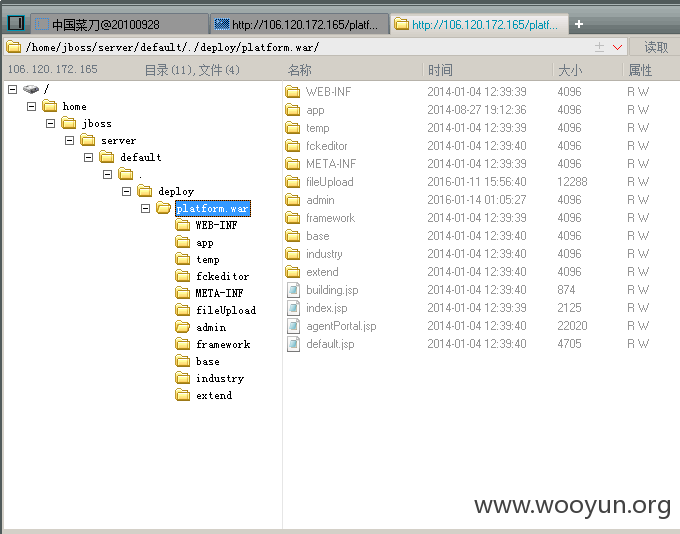 中国菜刀@20100928 http://106.120.172.165/platf... http://106.120.172.165/platf... +
/home/jboss/server/default/./deploy/platform.war/ 读取
106.120.172.165 目录(11),文件(4) 名称 时间 大小 属性
/
home
jboss
server
default
.
deploy
platform.war
WEB-INF
app
temp
fckeditor
META-INF
fileUpload
admin
framework
base
industry
extend
WEB-INF 2014-01-04 12:39:39 4096 R W
app 2014-08-27 19:12:36 4096 R W
temp 2014-01-04 12:39:39 4096 R W
fckeditor 2014-01-04 12:39:40 4096 R W
META-INF 2014-01-04 12:39:39 4096 R W
fileUpload 2016-01-11 15:56:40 12288 R W
admin 2016-01-14 01:05:27 4096 R W
framework 2014-01-04 12:39:39 4096 R W
base 2014-01-04 12:39:40 4096 R W
industry 2014-01-04 12:39:40 4096 R W
extend 2014-01-04 12:39:40 4096 R W
building.jsp 2014-01-04 12:39:40 874 R W
index.jsp 2014-01-04 12:39:39 2125 R W
agentPortal.jsp 2014-01-04 12:39:40 22020 R W
default.jsp 2014-01-04 12:39:40 4705 R W
www.wooyun.org